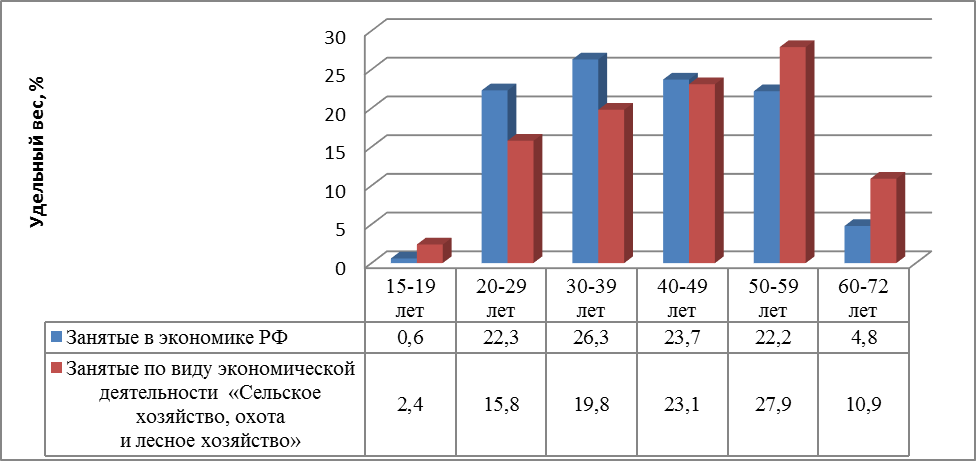 Удельный вес, %
30
25
20
15
10
5
0
15-19 лет
20-29 лет
30-39 лет
40-49 лет
50-59 лет
60-72 лет
Занятые в экономике РФ
0,6
22,3
26,3
23,7
22,2
4,8
Занятые по виду экономической
деятельности «Сельское
хозяйство, охота
и лесное хозяйство»
2,4
15,8
19,8
23,1
27,9
10,9